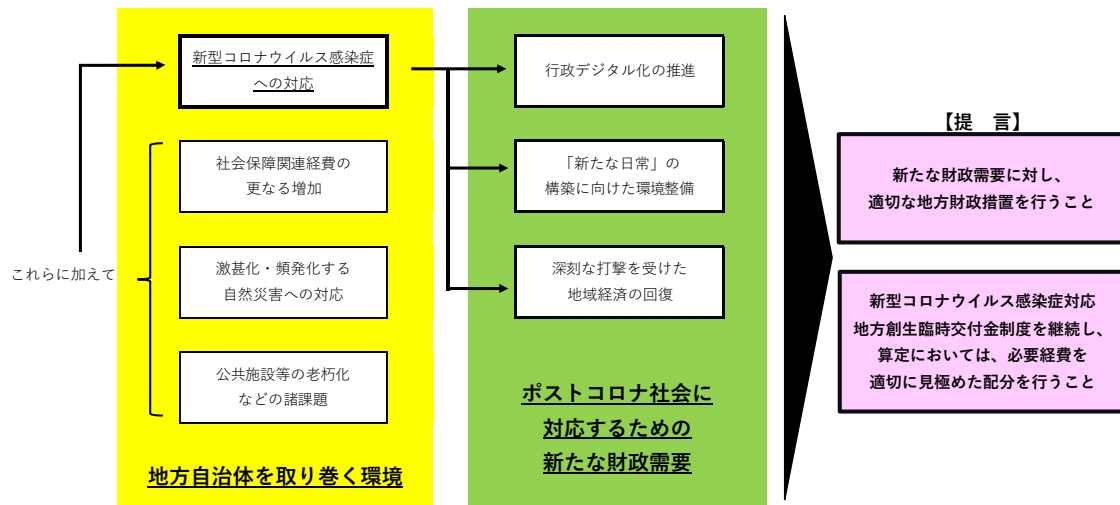 これらに加えて
新型コロナウイルス感染症
への対応
社会保障関連経費の
更なる増加
激甚化・頻発化する
自然災害への対応
公共施設等の老朽化
などの諸課題
地方自治体を取り巻く環境
行政デジタル化の推進
「新たな日常」の
構築に向けた環境整備
深刻な打撃を受けた
地域経済の回復
ポストコロナ社会に
対応するための
新たな財政需要
【提　言】
新たな財政需要に対し、
適切な地方財政措置を行うこと
新型コロナウイルス感染症対応
地方創生臨時交付金制度を継続し、
算定においては、必要経費を
適切に見極めた配分を行うこと